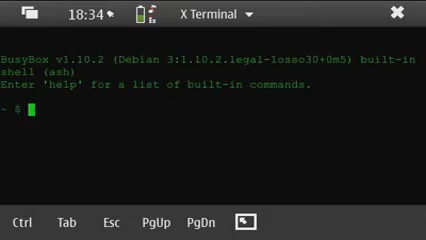 18:34
X Terminal
BusyBox v1.10.2 (Debian 3:1.10.2.legal-1osso30+0m5) built-in
shell (ash)
Enter 'help' for a list of built-in commands.
~ $
Ctrl Tab Esc PgUp PgDn